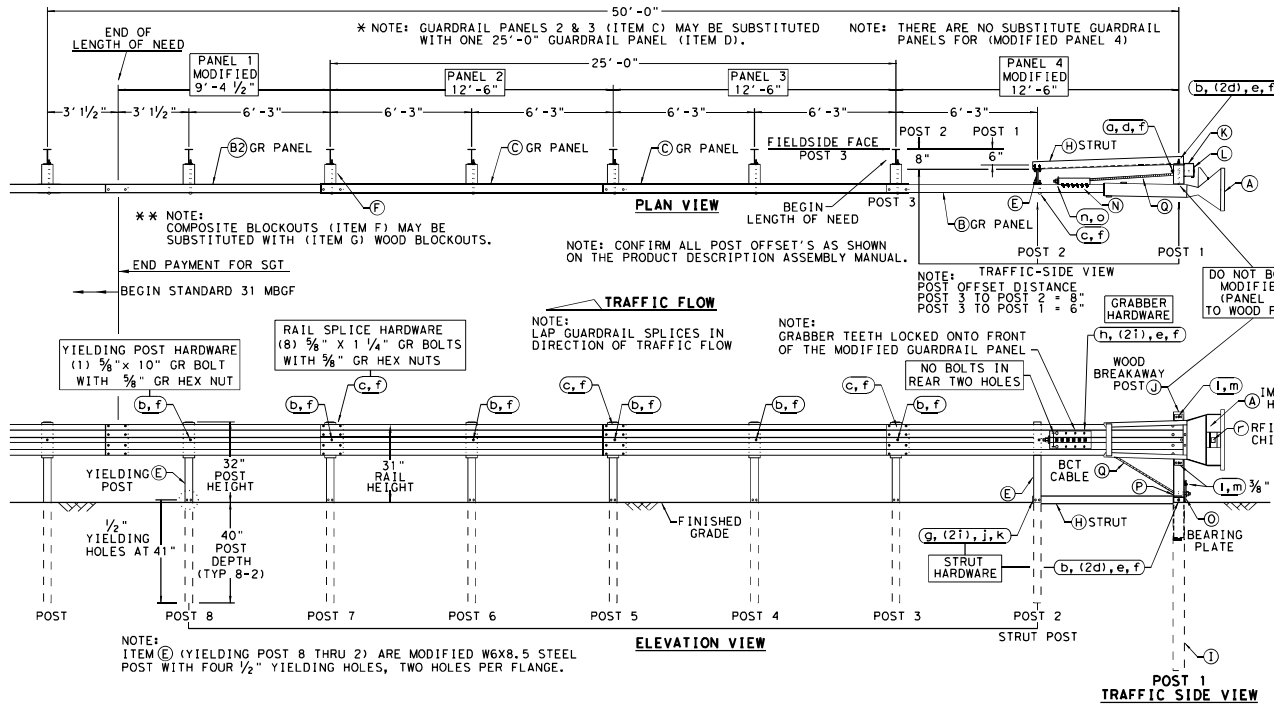 50'-0"
END OF
LENGTH OF NEED
* NOTE: GUARDRAIL PANELS 2 & 3 (ITEM C) MAY BE SUBSTITUTED
WITH ONE 25'-0" GUARDRAIL PANEL (ITEM D).
NOTE: THERE ARE NO SUBSTITUTE GUARDRAIL
PANELS FOR (MODIFIED PANEL 4)
PANEL 1
MODIFIED
9'-4 1/2"
25'-0"
PANEL 2
12'-6"
PANEL 3
12'-6"
PANEL 4
MODIFIED
12'-6"
b, (2d), e, f
3' 1 1/2"
3' 1 1/2"
6'-3"
6'-3"
6'-3"
6'-3"
6'-3"
6'-3"
POST 2
8"
POST 1
6"
a, d, f
K
L
A
FIELDSIDE FACE
POST 3
H STRUT
B2 GR PANEL
C GR PANEL
C GR PANEL
F
PLAN VIEW
BEGIN
LENGTH OF NEED
POST 3
E
N
Q
n, o
c, f
B GR PANEL
POST 2
POST 1
** NOTE:
COMPOSITE BLOCKOUTS (ITEM F) MAY BE
SUBSTITUTED WITH (ITEM G) WOOD BLOCKOUTS.
NOTE: CONFIRM ALL POST OFFSET'S AS SHOWN
ON THE PRODUCT DESCRIPTION ASSEMBLY MANUAL.
END PAYMENT FOR SGT
BEGIN STANDARD 31 MBGF
NOTE: TRAFFIC-SIDE VIEW
POST OFFSET DISTANCE
POST 3 TO POST 2 = 8"
POST 3 TO POST 1 = 6"
DO NOT BO
MODIFIE
(PANEL
TO WOOD P
TRAFFIC FLOW
NOTE:
LAP GUARDRAIL SPLICES IN
DIRECTION OF TRAFFIC FLOW
RAIL SPLICE HARDWARE
(8) 5/8" X 1 1/4" GR BOLTS
WITH 5/8" GR HEX NUTS
YIELDING POST HARDWARE
(1) 5/8"x 10" GR BOLT
WITH 5/8" GR HEX NUT
NOTE:
GRABBER TEETH LOCKED ONTO FRONT
OF THE MODIFIED GUARDRAIL PANEL
GRABBER
HARDWARE
h, (2i), e, f
NO BOLTS IN
REAR TWO HOLES
WOOD
BREAKAWAY
POST J
l, m
A IM
H
r RFI
CHI
b, f
c, f
b, f
b, f
c, f
b, f
b, f
c, f
b, f
32"
POST
HEIGHT
31"
RAIL
HEIGHT
YIELDING E
POST
E
BCT Q
CABLE
P
l, m 3/8"
O
BEARING
PLATE
1/2"
YIELDING
HOLES AT 41"
40"
POST
DEPTH
(TYP 8-2)
FINISHED
GRADE
H STRUT
g, (2i), j, k
STRUT
HARDWARE
b, (2d), e, f
POST
POST 8
POST 7
POST 6
POST 5
POST 4
POST 3
POST 2
STRUT POST
NOTE:
ITEM E (YIELDING POST 8 THRU 2) ARE MODIFIED W6X8.5 STEEL
POST WITH FOUR 1/2" YIELDING HOLES, TWO HOLES PER FLANGE.
ELEVATION VIEW
I
POST 1
TRAFFIC SIDE VIEW